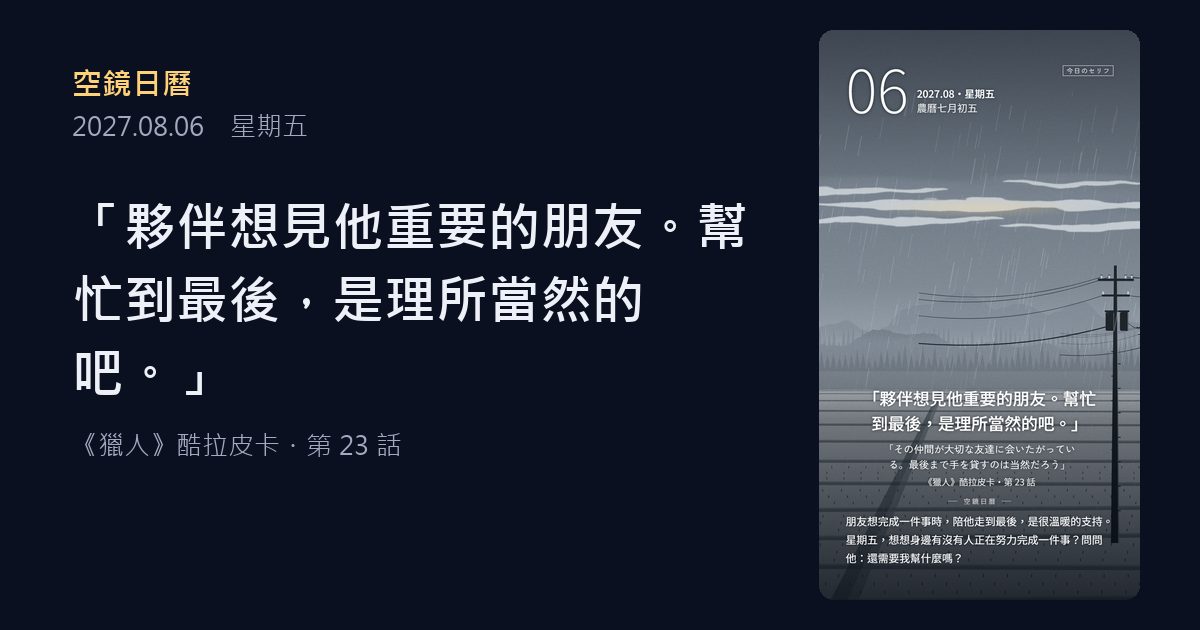 空鏡日曆
2027.08.06　星期五
「夥伴想見他重要的朋友。幫
忙到最後，是理所當然的
吧。」
《獵人》酷拉皮卡・第 23 話
06
2027.08・星期五
農曆七月初五
今日のセリフ
「夥伴想見他重要的朋友。幫忙
到最後，是理所當然的吧。」
「その仲間が大切な友達に会いたがってい
る。最後まで手を貸すのは当然だろう」
《獵人》酷拉皮卡・第 23 話
空鏡日曆
朋友想完成一件事時，陪他走到最後，是很溫暖的支持。
星期五，想想身邊有沒有人正在努力完成一件事？問問
他：還需要我幫什麼嗎？